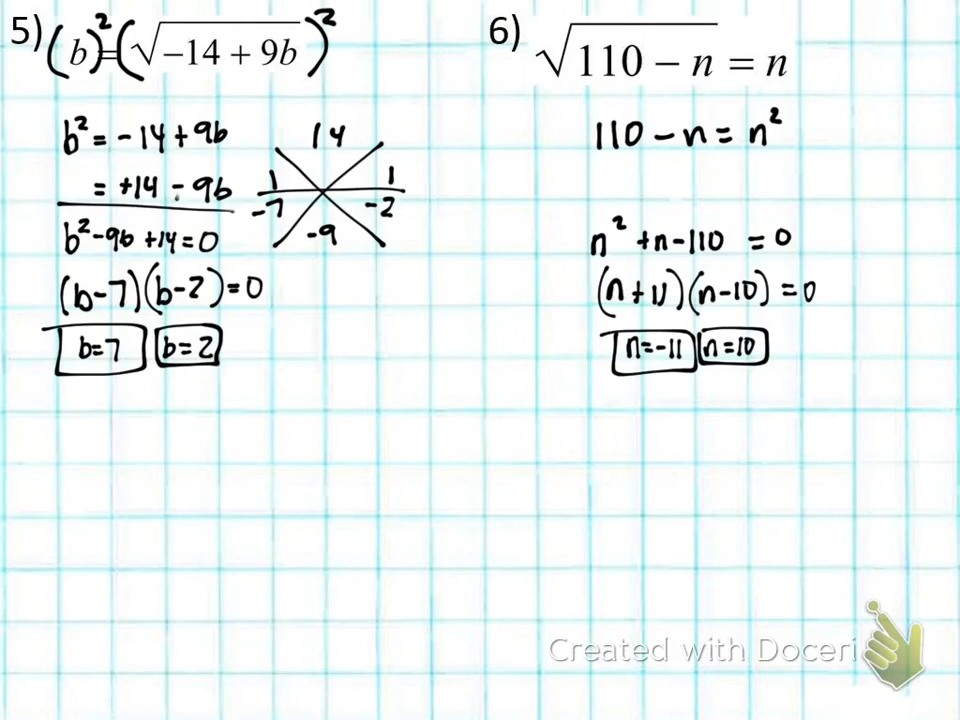 5) (b)² = (√−14 + 9b)²
b² = -14 + 9b
= +14 - 9b
b² - 9b + 14 = 0
(b-7)(b-2) = 0
b=7 b=2
14
1 1
-7 -2
-9
6) √110 − n = n
110 - n = n²
n² + n - 110 = 0
(n + 11)(n - 10) = 0
n = -11 n = 10
Created with Doceri